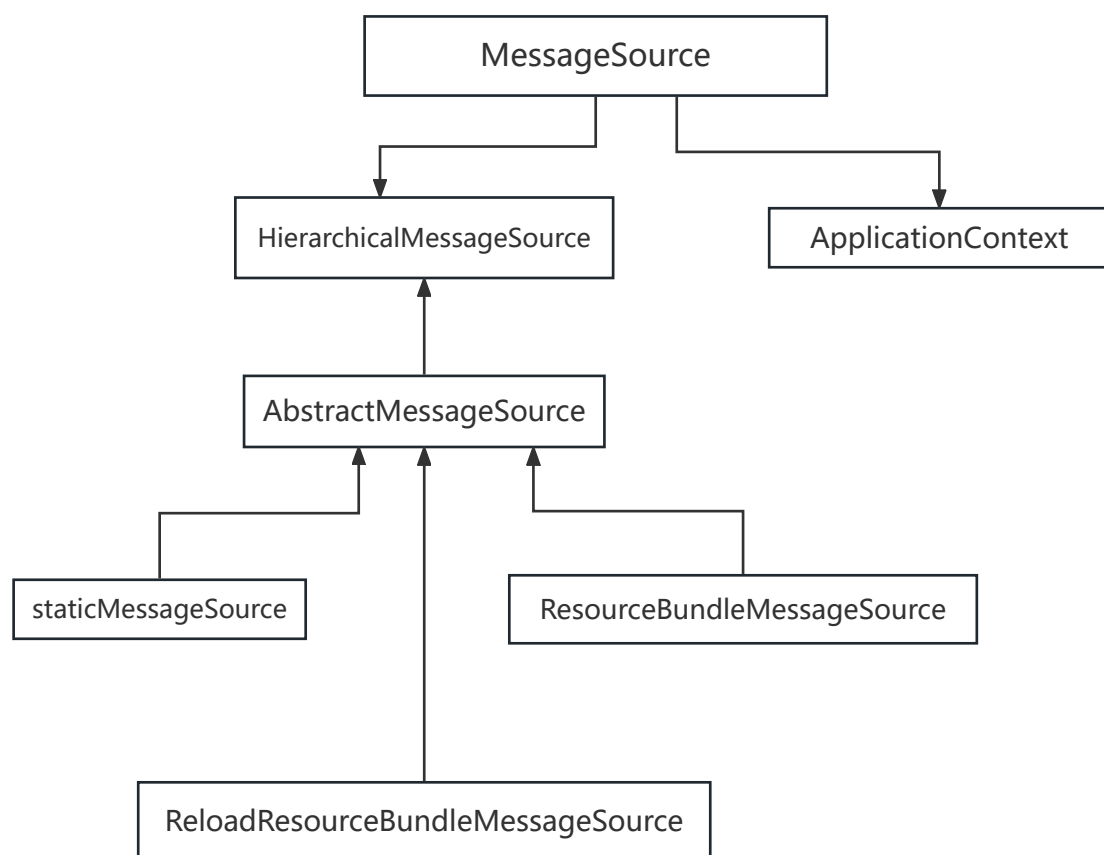 MessageSource
HierarchicalMessageSource
ApplicationContext
AbstractMessageSource
staticMessageSource
ResourceBundleMessageSource
ReloadResourceBundleMessageSource